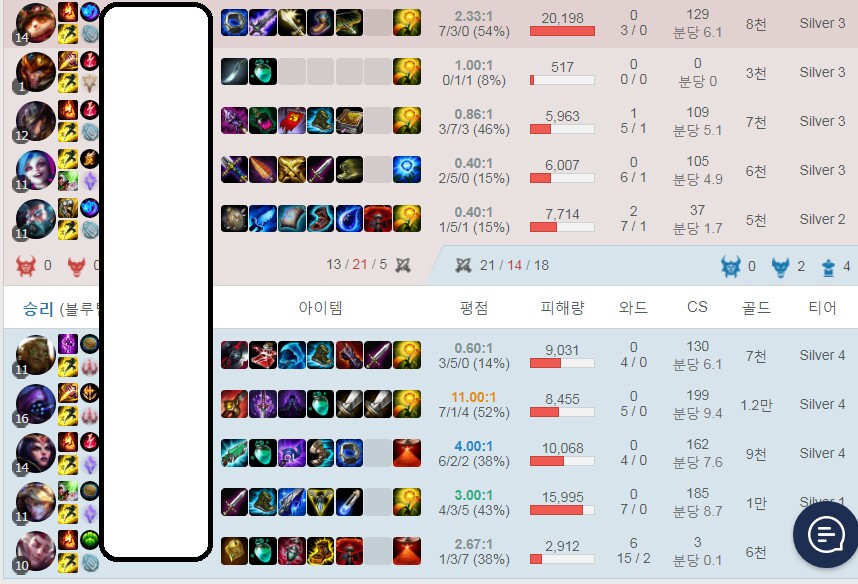 14
2.33:1
7/3/0 (54%)
20,198
0
3 / 0
129
분당 6.1
8천
Silver 3
1
1.00:1
0/1/1 (8%)
517
0
0 / 0
0
분당 0
3천
Silver 3
12
0.86:1
3/7/3 (46%)
5,963
1
5 / 1
109
분당 5.1
7천
Silver 3
11
0.40:1
2/5/0 (15%)
6,007
0
6 / 1
105
분당 4.9
6천
Silver 3
11
0.40:1
1/5/1 (15%)
7,714
2
7 / 1
37
분당 1.7
5천
Silver 2
0 0 13 / 21 / 5 21 / 14 / 18 0 2 4
승리 (블루 아이템 평점 피해량 와드 CS 골드 티어
11
0.60:1
3/5/0 (14%)
9,031
0
4 / 0
130
분당 6.1
7천
Silver 4
16
11.00:1
7/1/4 (52%)
8,455
0
5 / 0
199
분당 9.4
1.2만
Silver 4
14
4.00:1
6/2/2 (38%)
10,068
0
4 / 0
162
분당 7.6
9천
Silver 4
11
3.00:1
4/3/5 (43%)
15,995
0
7 / 0
185
분당 8.7
1만
Silver 1
10
2.67:1
1/3/7 (38%)
2,912
6
15 / 2
3
분당 0.1
6천